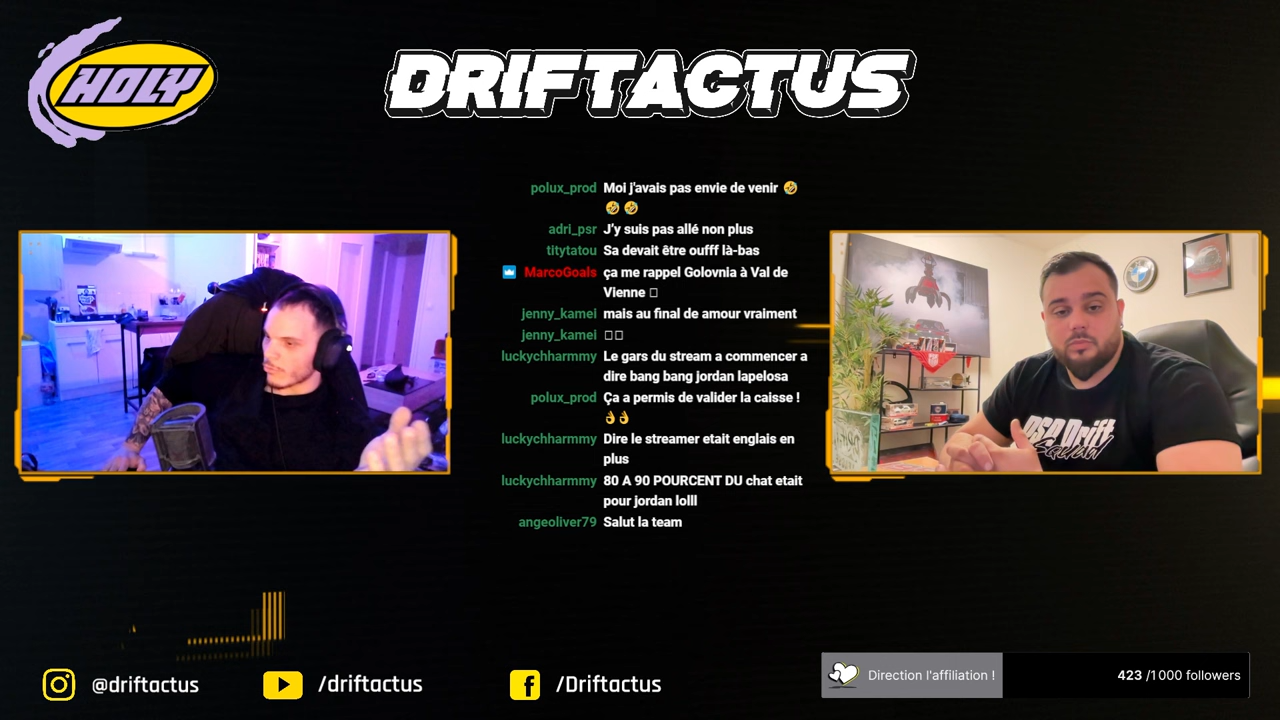 HOLY
DRIFTACTUS
polux_prod Moi j'avais pas envie de venir 🤣
🤣 🤣
adri_psr J'y suis pas allé non plus
titytatou Sa devait être oufff là-bas
MarcoGoals ça me rappel Golovnia à Val de
Vienne
jenny_kamei mais au final de amour vraiment
jenny_kamei
luckychharmmy Le gars du stream a commencer a
dire bang bang jordan lapelosa
polux_prod Ça a permis de valider la caisse !
👌👌
luckychharmmy Dire le streamer etait englais en
plus
luckychharmmy 80 A 90 POURCENT DU chat etait
pour jordan lolll
angeoliver79 Salut la team
Drift
Squad
@driftactus
/driftactus
/Driftactus
Direction l'affiliation !
423 /1000 followers